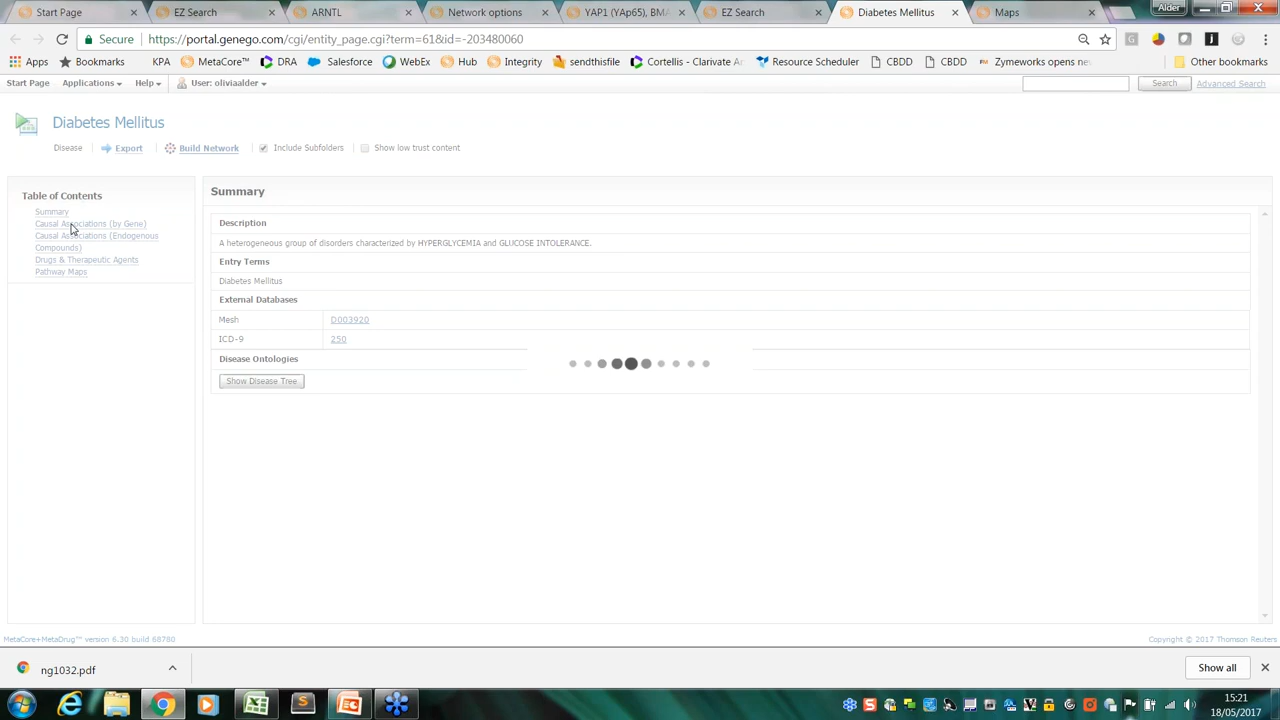 Start Page
EZ Search
ARNTL
Network options
YAP1 (YAp65), BMA
EZ Search
Diabetes Mellitus
Maps
Alder
Secure
https://portal.genego.com/cgi/entity_page.cgi?term=61&id=-203480060
Apps
Bookmarks
KPA
MetaCore™
DRA
Salesforce
WebEx
Hub
Integrity
sendthisfile
Cortellis - Clarivate An
Resource Scheduler
CBDD
CBDD
Zymeworks opens ne
Other bookmarks
Start Page
Applications
Help
User: oliviaalder
Search
Advanced Search
Diabetes Mellitus
Disease
Export
Build Network
Include Subfolders
Show low trust content
Table of Contents
Summary
Causal Associations (by Gene)
Causal Associations (Endogenous
Compounds)
Drugs & Therapeutic Agents
Pathway Maps
Summary
Description
A heterogeneous group of disorders characterized by HYPERGLYCEMIA and GLUCOSE INTOLERANCE.
Entry Terms
Diabetes Mellitus
External Databases
Mesh
D003920
ICD-9
250
Disease Ontologies
Show Disease Tree
MetaCore+MetaDrug™ version 6.30 build 68780
Copyright © 2017 Thomson Reuters
ng1032.pdf
Show all
15:21
18/05/2017